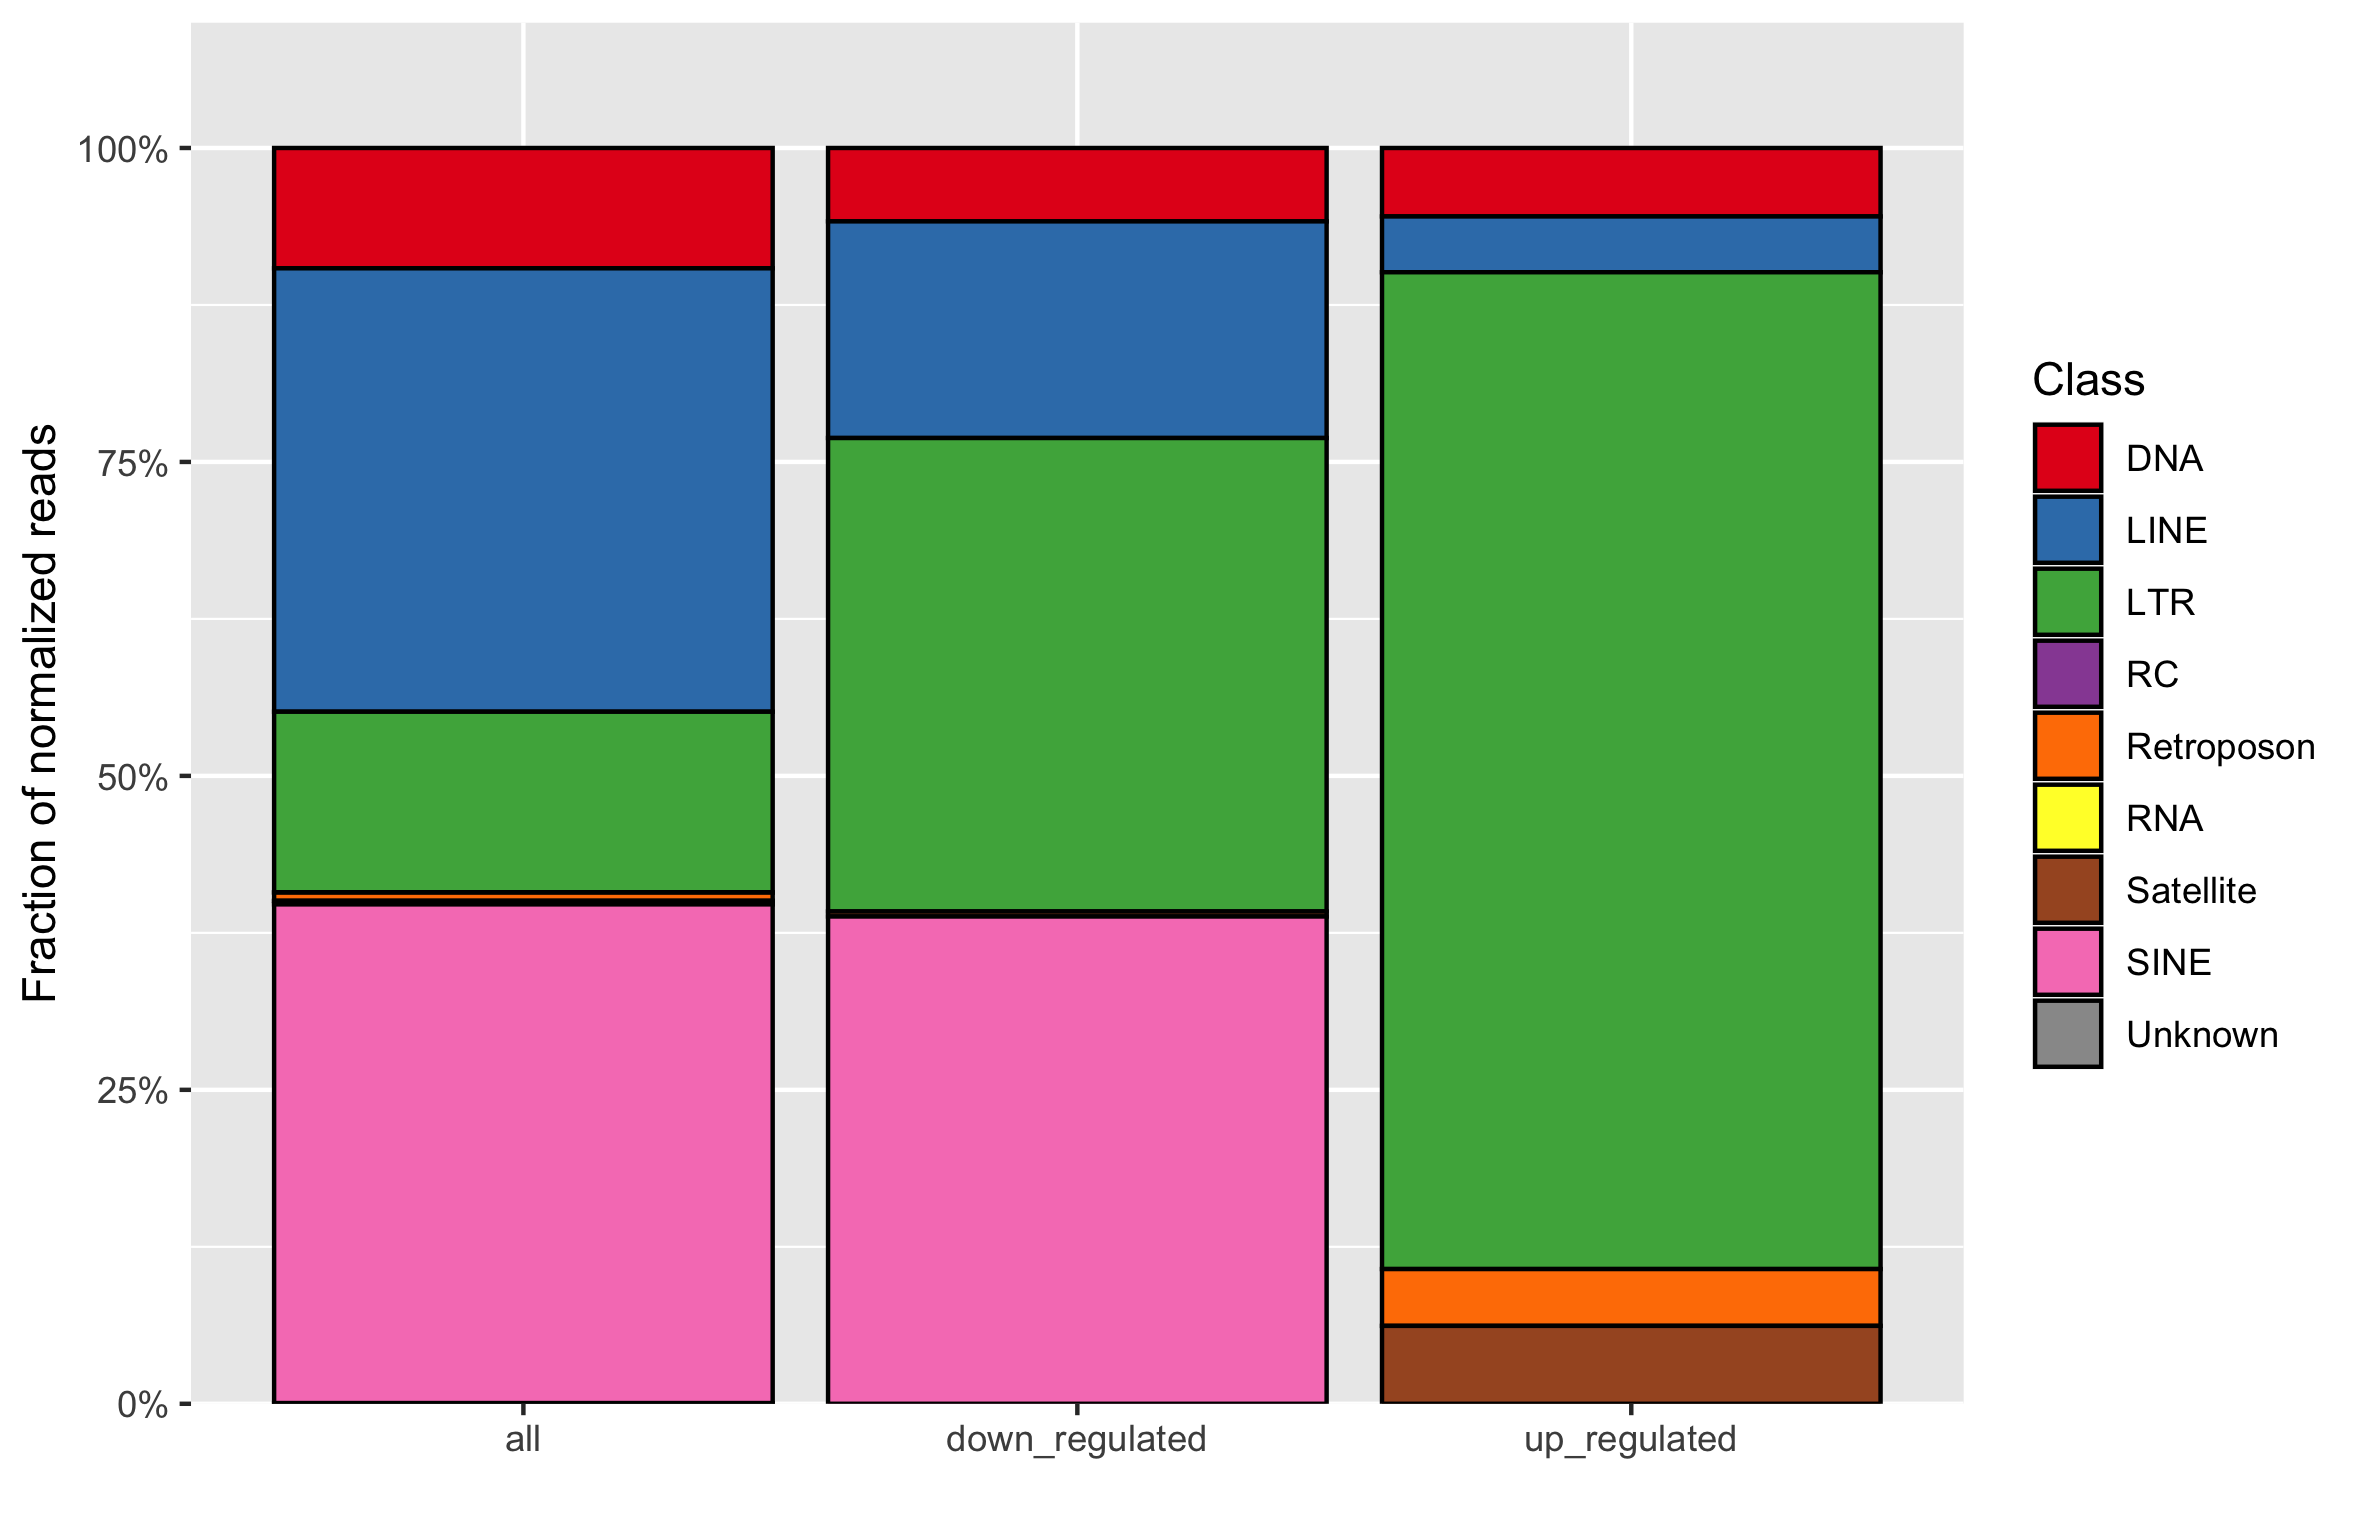 Fraction of normalized reads
100%
75%
50%
25%
0%
all
down_regulated
up_regulated
Class
DNA
LINE
LTR
RC
Retroposon
RNA
Satellite
SINE
Unknown